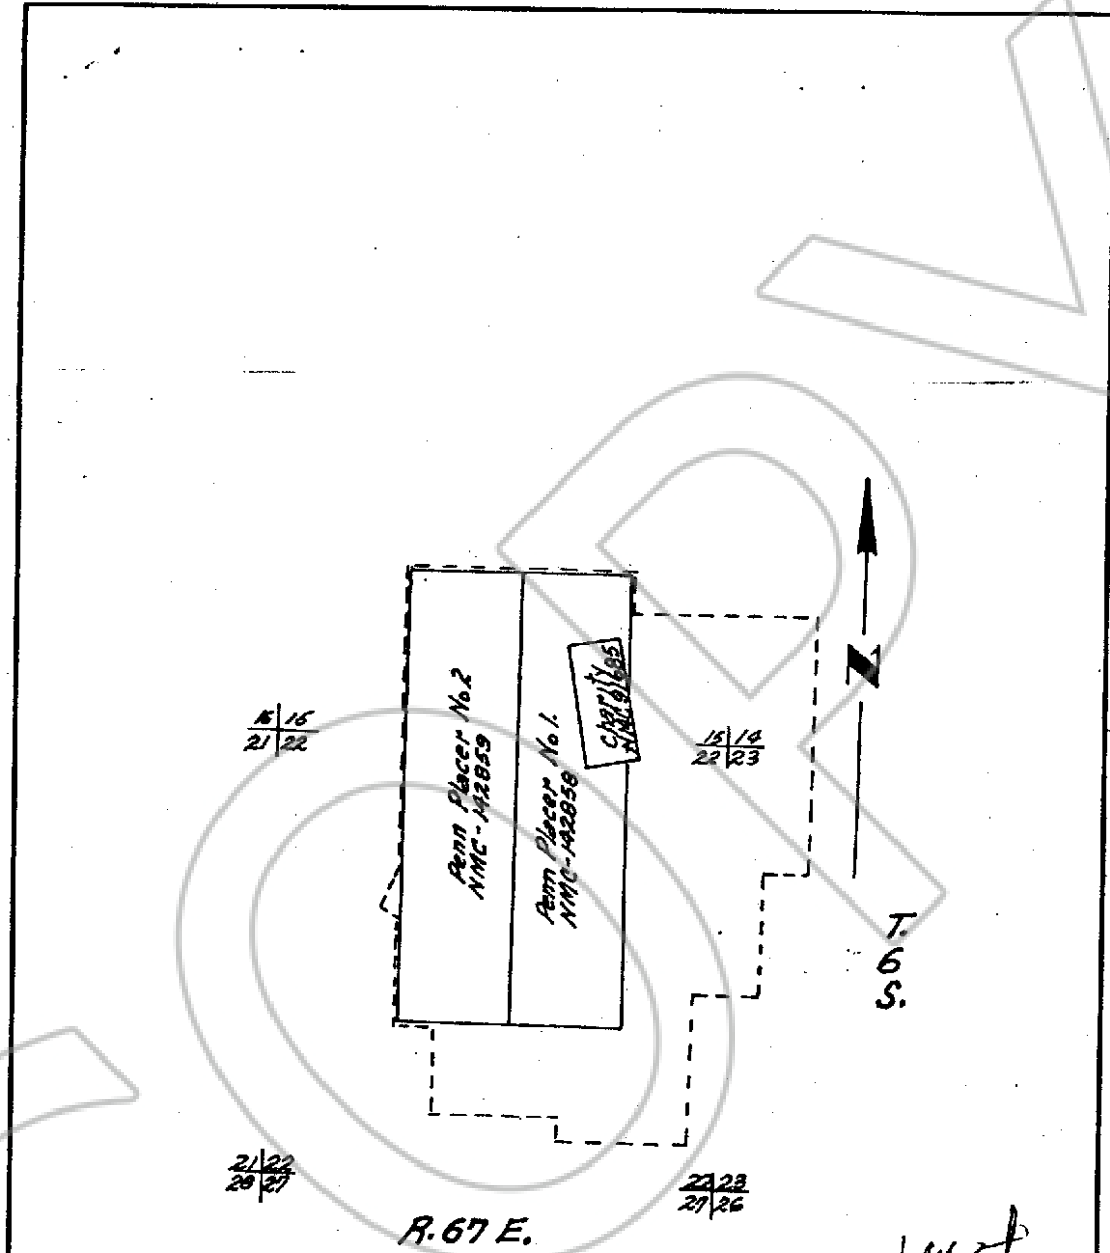 Charity
NMC 91685
Penn Placer No 2
NMC-142859
Penn Placer No 1.
NMC-142858
16|15
21|22
15|14
22|23
N
T.
6
S.
21|22
28|27
22|23
27|26
R. 67 E.
COPY